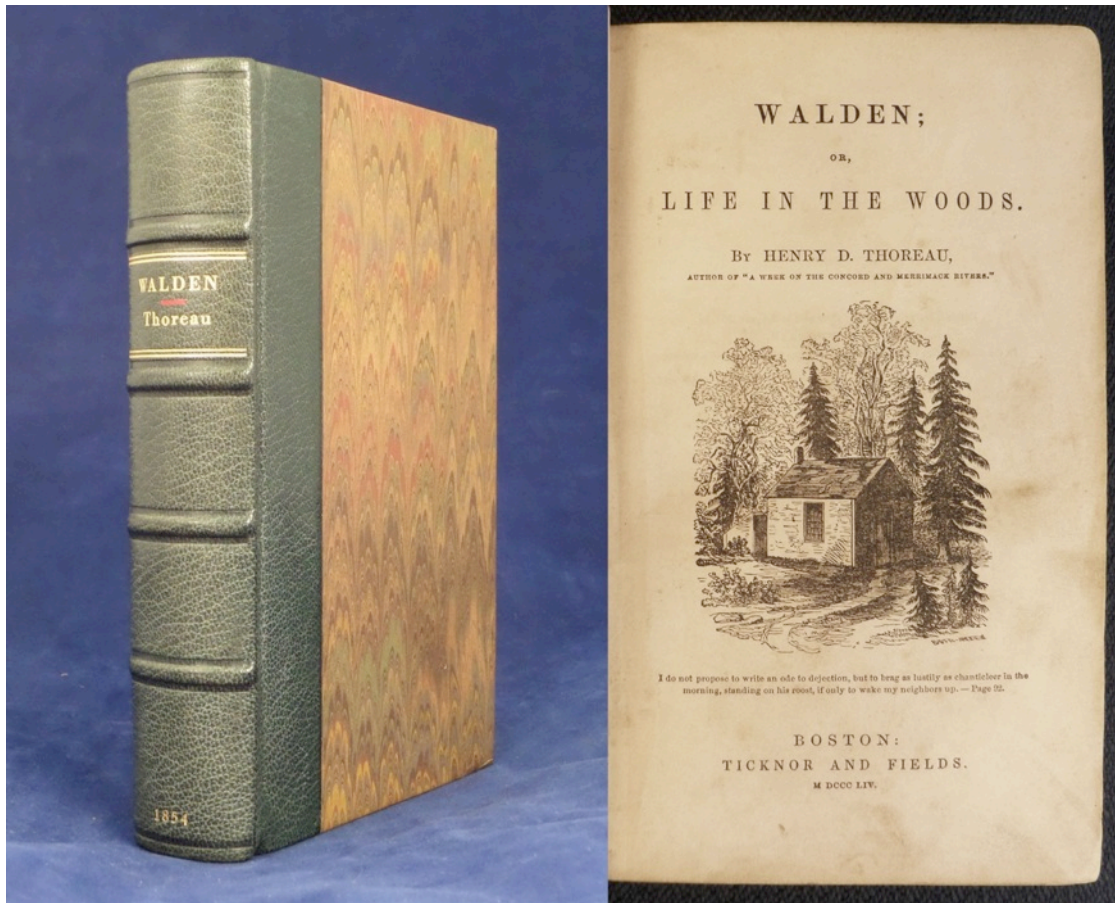 WALDEN
Thoreau
1854
WALDEN;
OR,
LIFE IN THE WOODS.
By HENRY D. THOREAU,
AUTHOR OF "A WEEK ON THE CONCORD AND MERRIMACK RIVERS."
I do not propose to write an ode to dejection, but to brag as lustily as chanticleer in the
morning, standing on his roost, if only to wake my neighbors up. — Page 92.
BOSTON:
TICKNOR AND FIELDS.
M DCCC LIV.